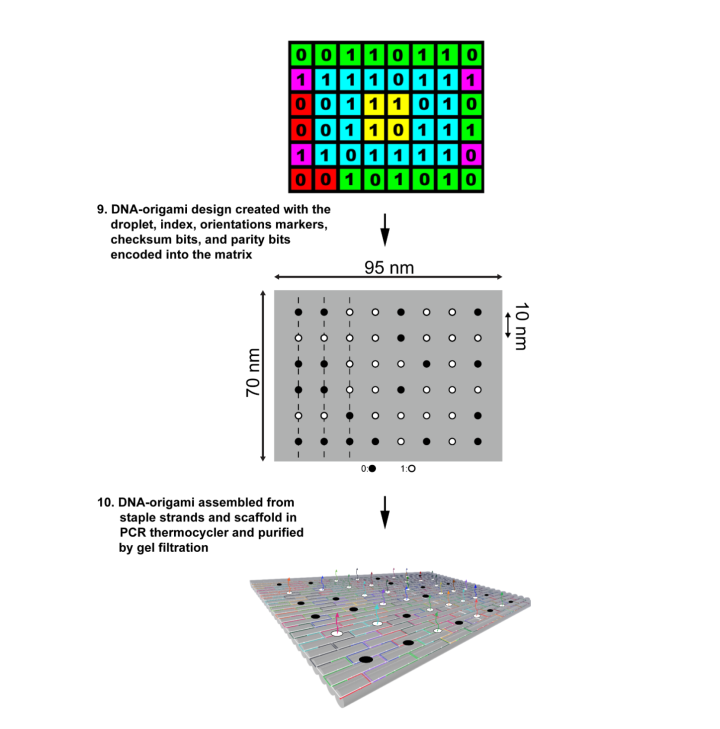 0 0 1 1 0 1 1 0
1 1 1 1 0 1 1 1
0 0 1 1 1 0 1 0
0 0 1 1 0 1 1 1
1 1 0 1 1 1 1 0
0 0 1 0 1 0 1 0
9. DNA-origami design created with the
droplet, index, orientations markers,
checksum bits, and parity bits
encoded into the matrix
95 nm
10 nm
70 nm
0:
1:
10. DNA-origami assembled from
staple strands and scaffold in
PCR thermocycler and purified
by gel filtration